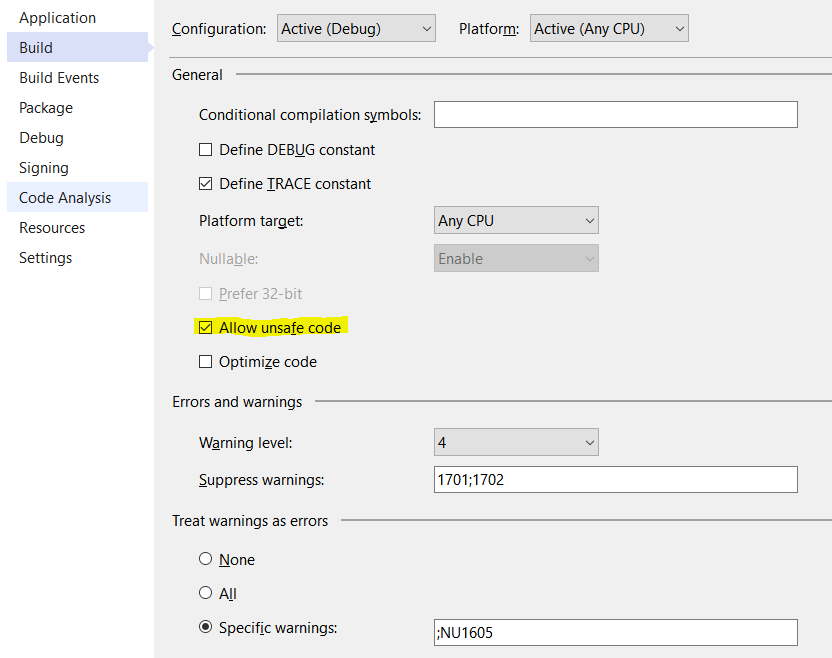 Application
Build
Build Events
Package
Debug
Signing
Code Analysis
Resources
Settings
Configuration: Active (Debug) Platform: Active (Any CPU)
General
Conditional compilation symbols:
Define DEBUG constant
Define TRACE constant
Platform target: Any CPU
Nullable: Enable
Prefer 32-bit
Allow unsafe code
Optimize code
Errors and warnings
Warning level: 4
Suppress warnings: 1701;1702
Treat warnings as errors
None
All
Specific warnings: ;NU1605